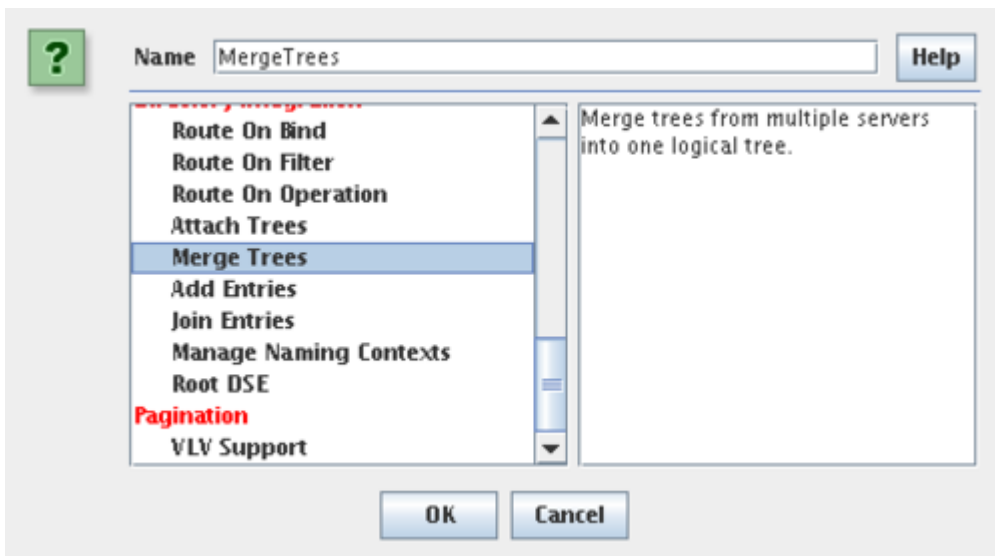 ?
Name MergeTrees Help
Route On Bind
Route On Filter
Route On Operation
Attach Trees
Merge Trees
Add Entries
Join Entries
Manage Naming Contexts
Root DSE
Pagination
VLV Support
Merge trees from multiple servers
into one logical tree.
OK Cancel